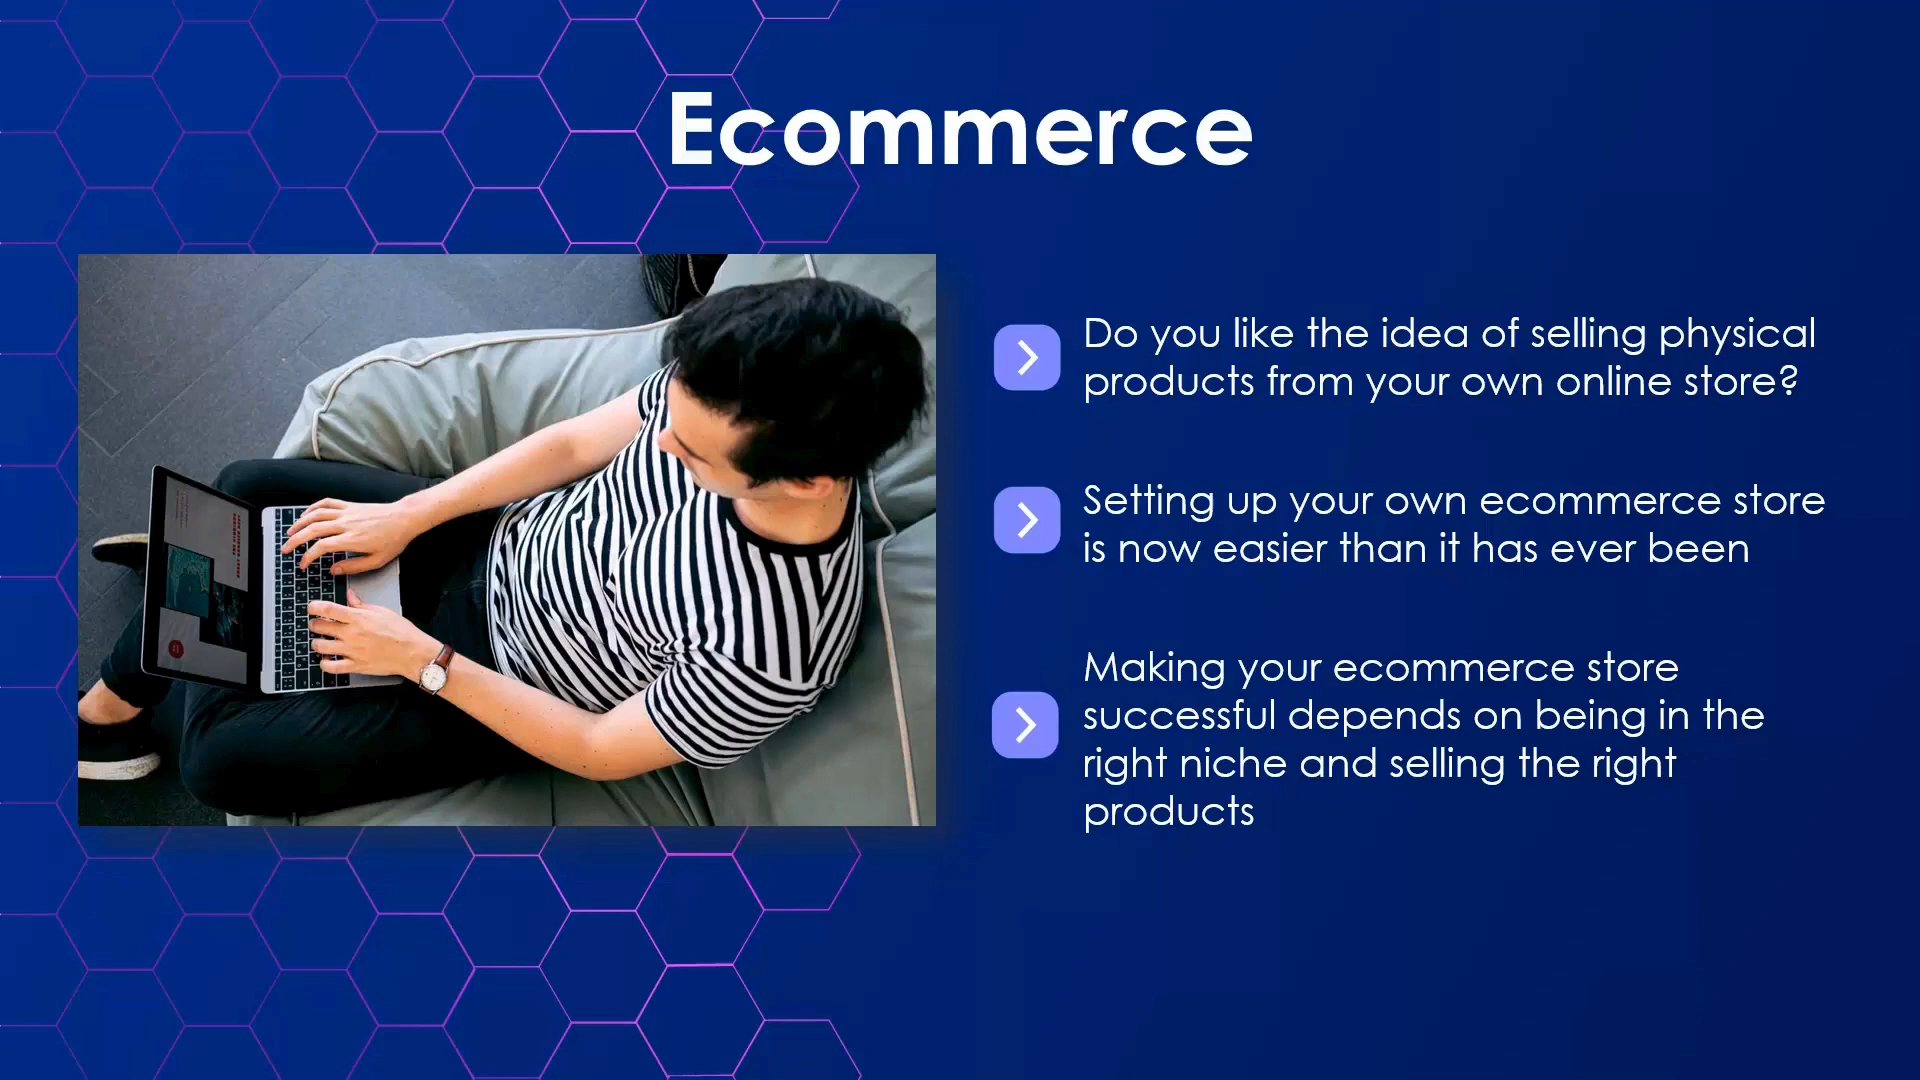 Ecommerce
Do you like the idea of selling physical
products from your own online store?
Setting up your own ecommerce store
is now easier than it has ever been
Making your ecommerce store
successful depends on being in the
right niche and selling the right
products